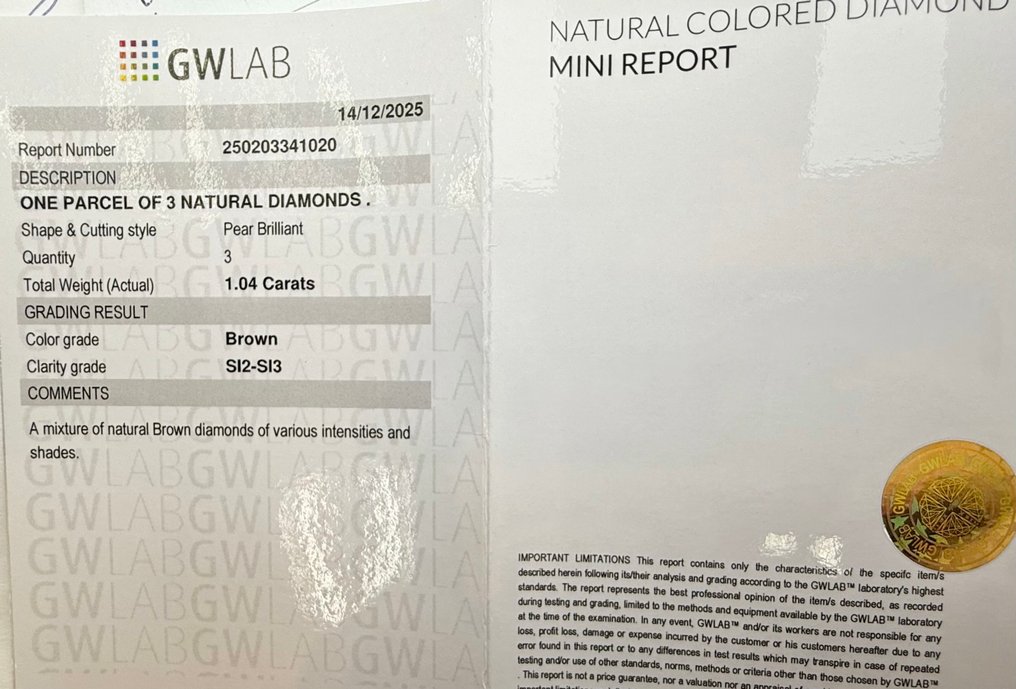 GWLAB
14/12/2025
Report Number 250203341020
DESCRIPTION
ONE PARCEL OF 3 NATURAL DIAMONDS .
Shape & Cutting style Pear Brilliant
Quantity 3
Total Weight (Actual) 1.04 Carats
GRADING RESULT
Color grade Brown
Clarity grade SI2-SI3
COMMENTS
A mixture of natural Brown diamonds of various intensities and
shades.
NATURAL COLORED DIAMOND
MINI REPORT
GWLAB GWLAB
IMPORTANT LIMITATIONS This report contains only the characteristics of the specifc item/s
described herein following its/their analysis and grading according to the GWLAB™ laboratory's highest
standards. The report represents the best professional opinion of the item/s described, as recorded
during testing and grading, limited to the methods and equipment available by the GWLAB™ laboratory
at the time of the examination. In any event, GWLAB™ and/or its workers are not responsible for any
loss, profit loss, damage or expense incurred by the customer or his customers hereafter due to any
error found in this report or to any differences in test results which may transpire in case of repeated
testing and/or use of other standards, norms, methods or criteria other than those chosen by GWLAB™
. This report is not a price guarantee, nor a valuation nor an appraisal of
important